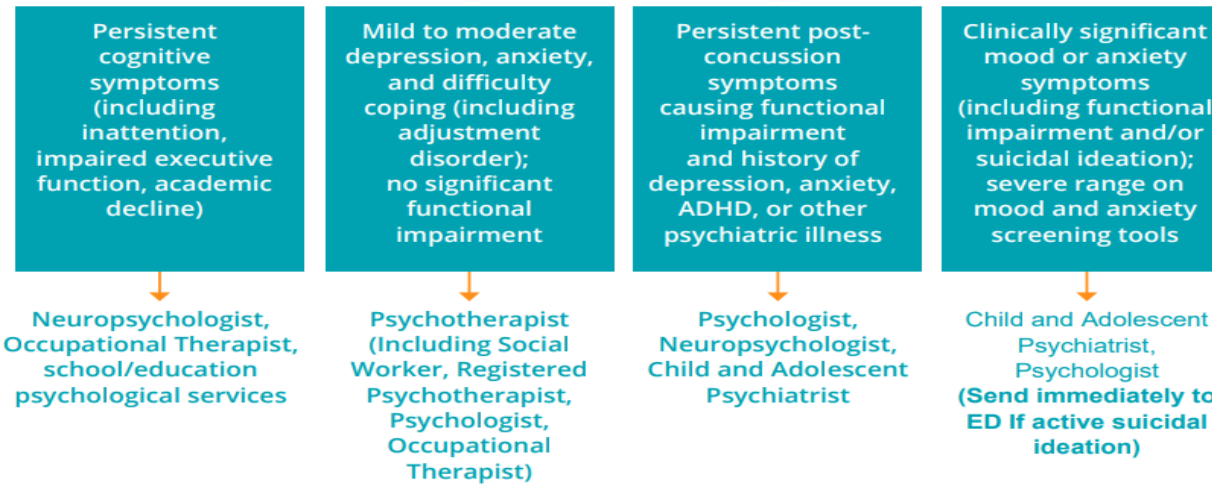 Persistent
cognitive
symptoms
(including
inattention,
impaired executive
function, academic
decline)
Neuropsychologist,
Occupational Therapist,
school/education
psychological services
Mild to moderate
depression, anxiety,
and difficulty
coping (including
adjustment
disorder);
no significant
functional
impairment
Psychotherapist
(Including Social
Worker, Registered
Psychotherapist,
Psychologist,
Occupational
Therapist)
Persistent post-
concussion
symptoms
causing functional
impairment
and history of
depression, anxiety,
ADHD, or other
psychiatric illness
Psychologist,
Neuropsychologist,
Child and Adolescent
Psychiatrist
Clinically significant
mood or anxiety
symptoms
(including functional
impairment and/or
suicidal ideation);
severe range on
mood and anxiety
screening tools
Child and Adolescent
Psychiatrist,
Psychologist
(Send immediately to
ED If active suicidal
ideation)